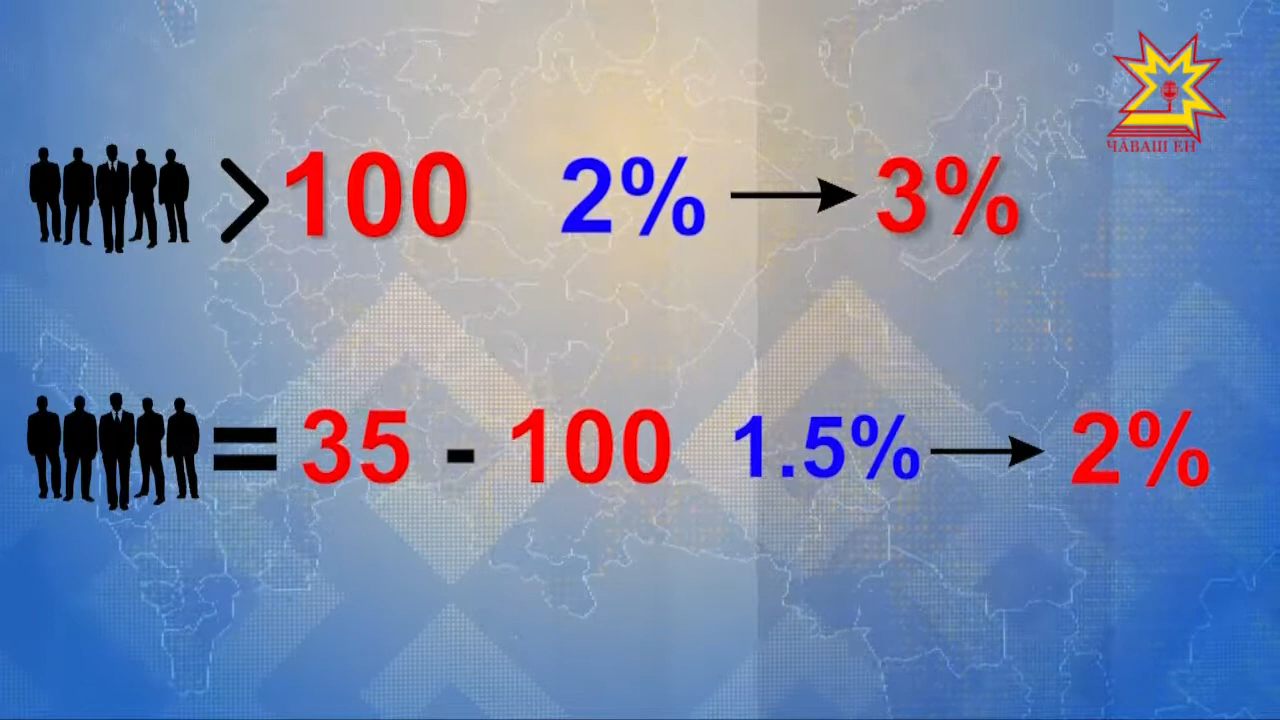 ЧĂВАШ ЕН
> 100 2% → 3%
= 35 - 100 1.5% → 2%